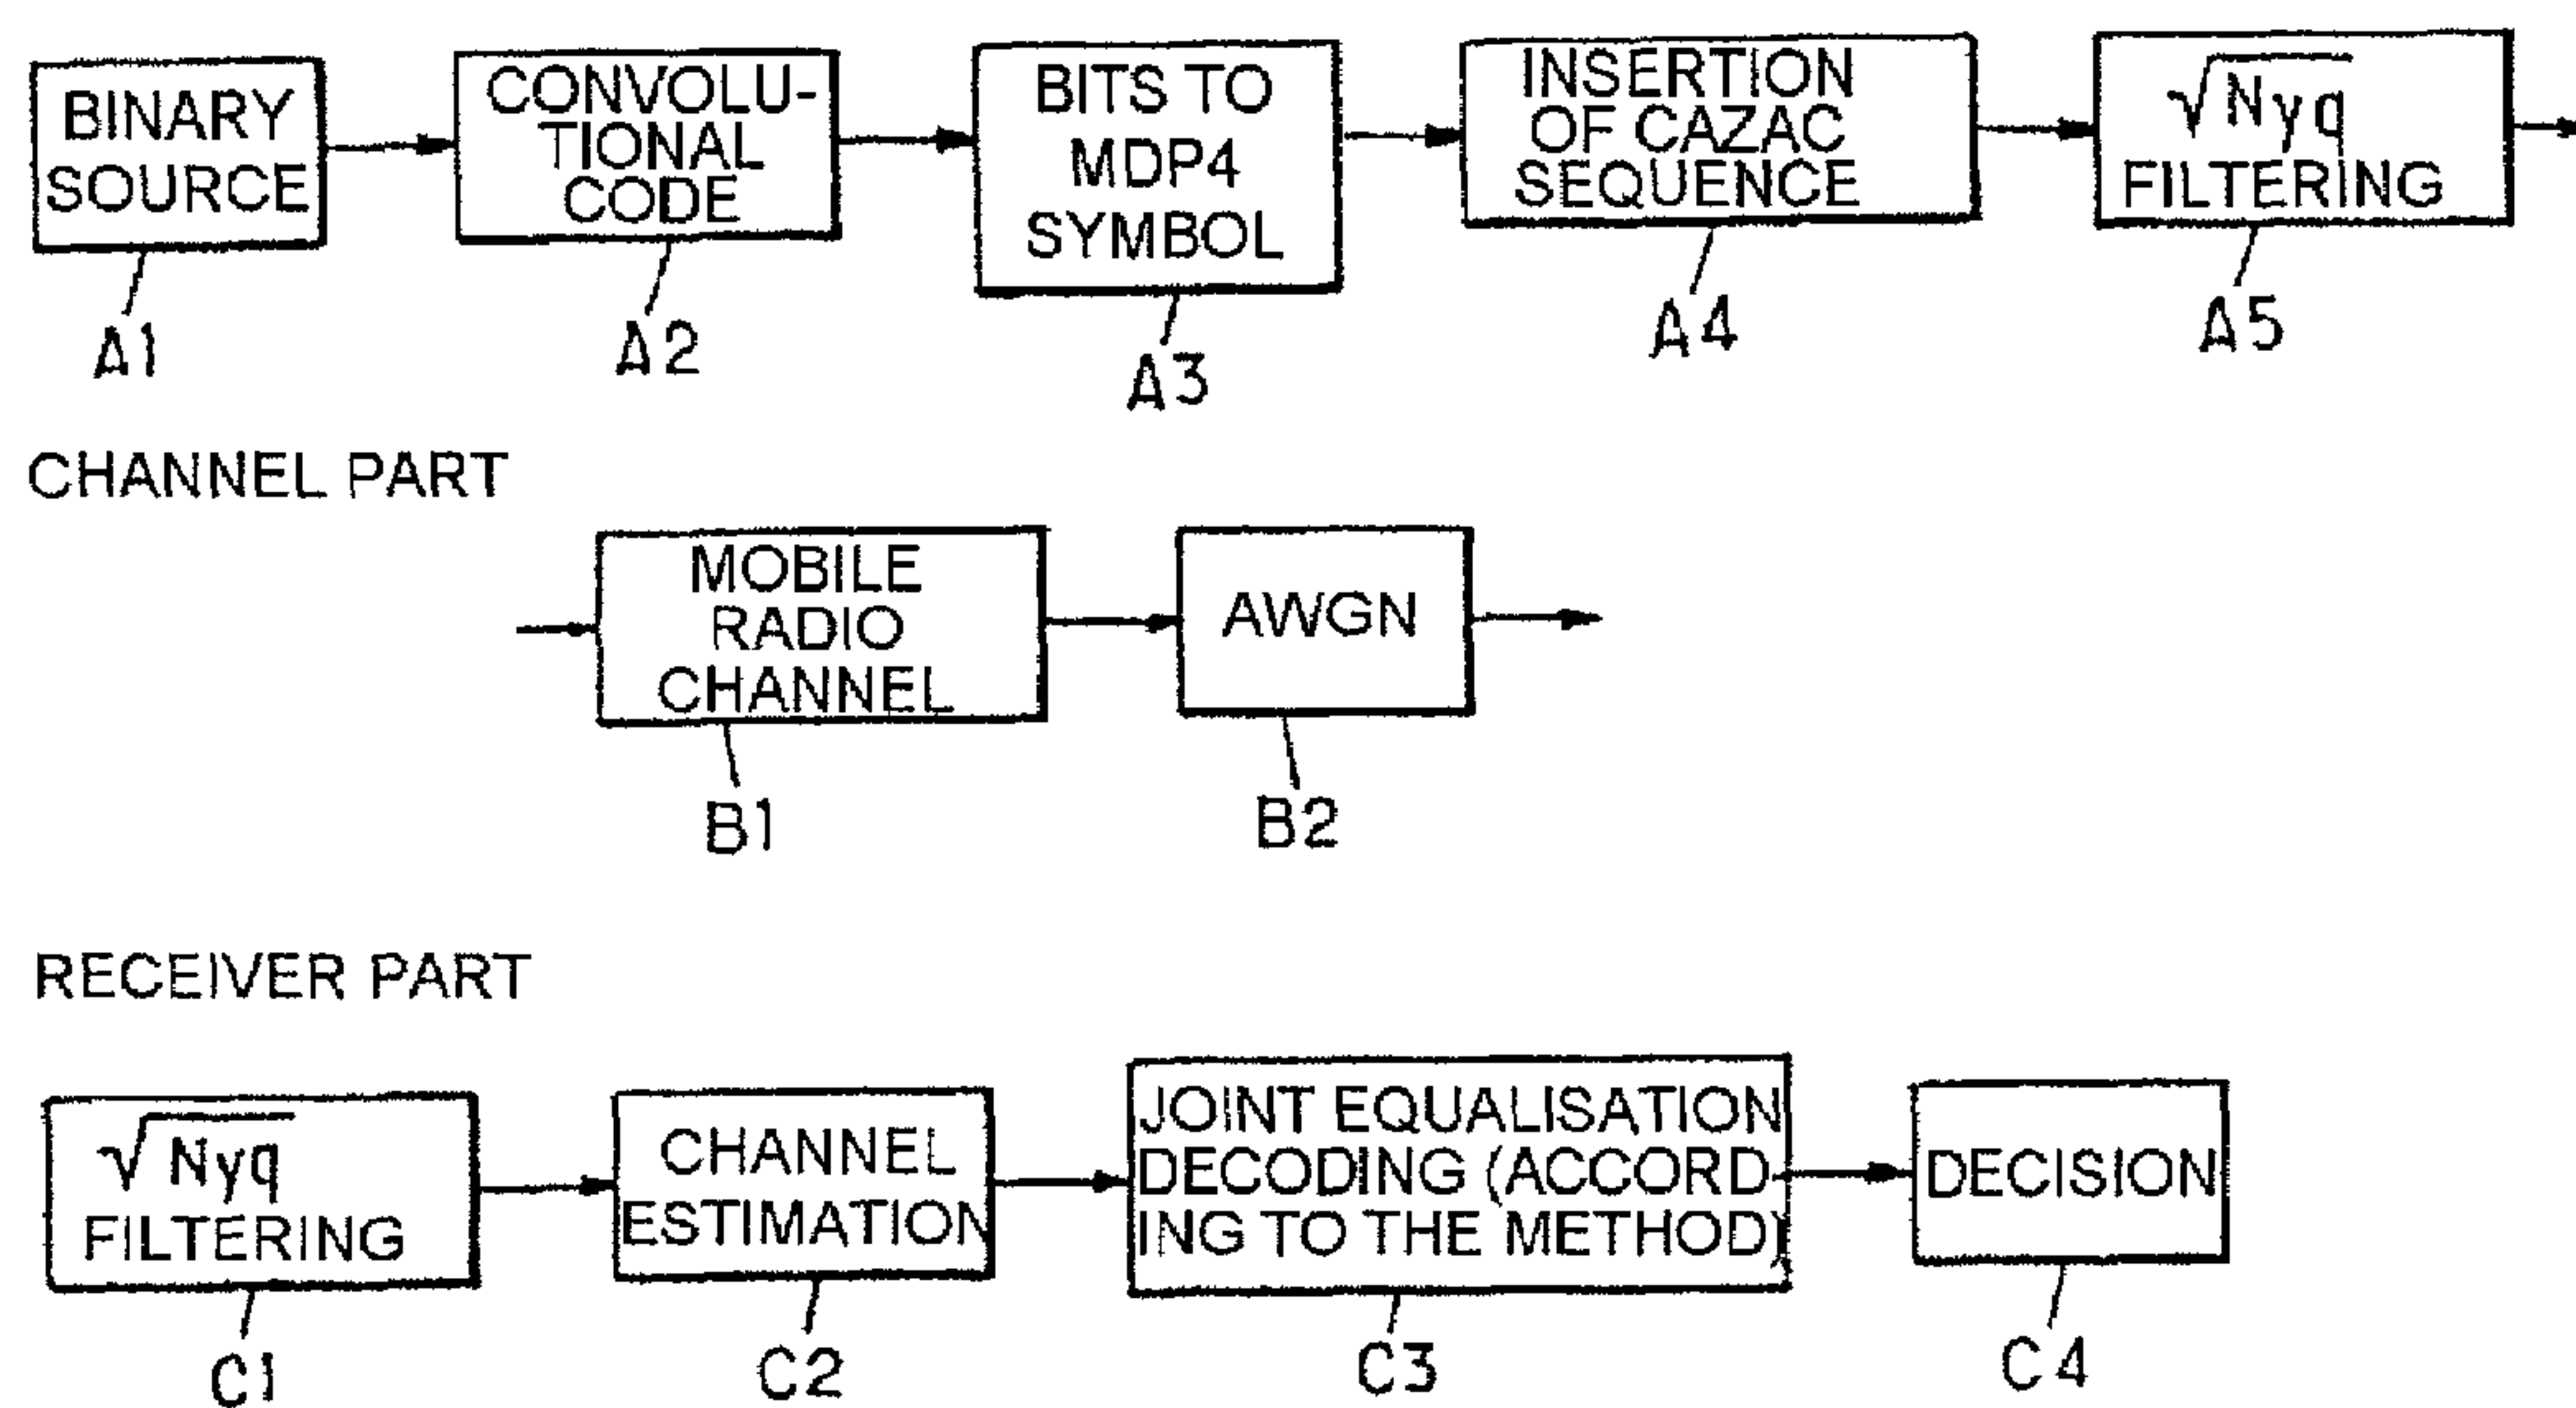 BINARY
SOURCE
A1
CONVOLU-
TIONAL
CODE
A2
BITS TO
MDP4
SYMBOL
A3
INSERTION
OF CAZAC
SEQUENCE
A4
√Nyq
FILTERING
A5
CHANNEL PART
MOBILE
RADIO
CHANNEL
B1
AWGN
B2
RECEIVER PART
√Nyq
FILTERING
C1
CHANNEL
ESTIMATION
C2
JOINT EQUALISATION
DECODING (ACCORD-
ING TO THE METHOD)
C3
DECISION
C4